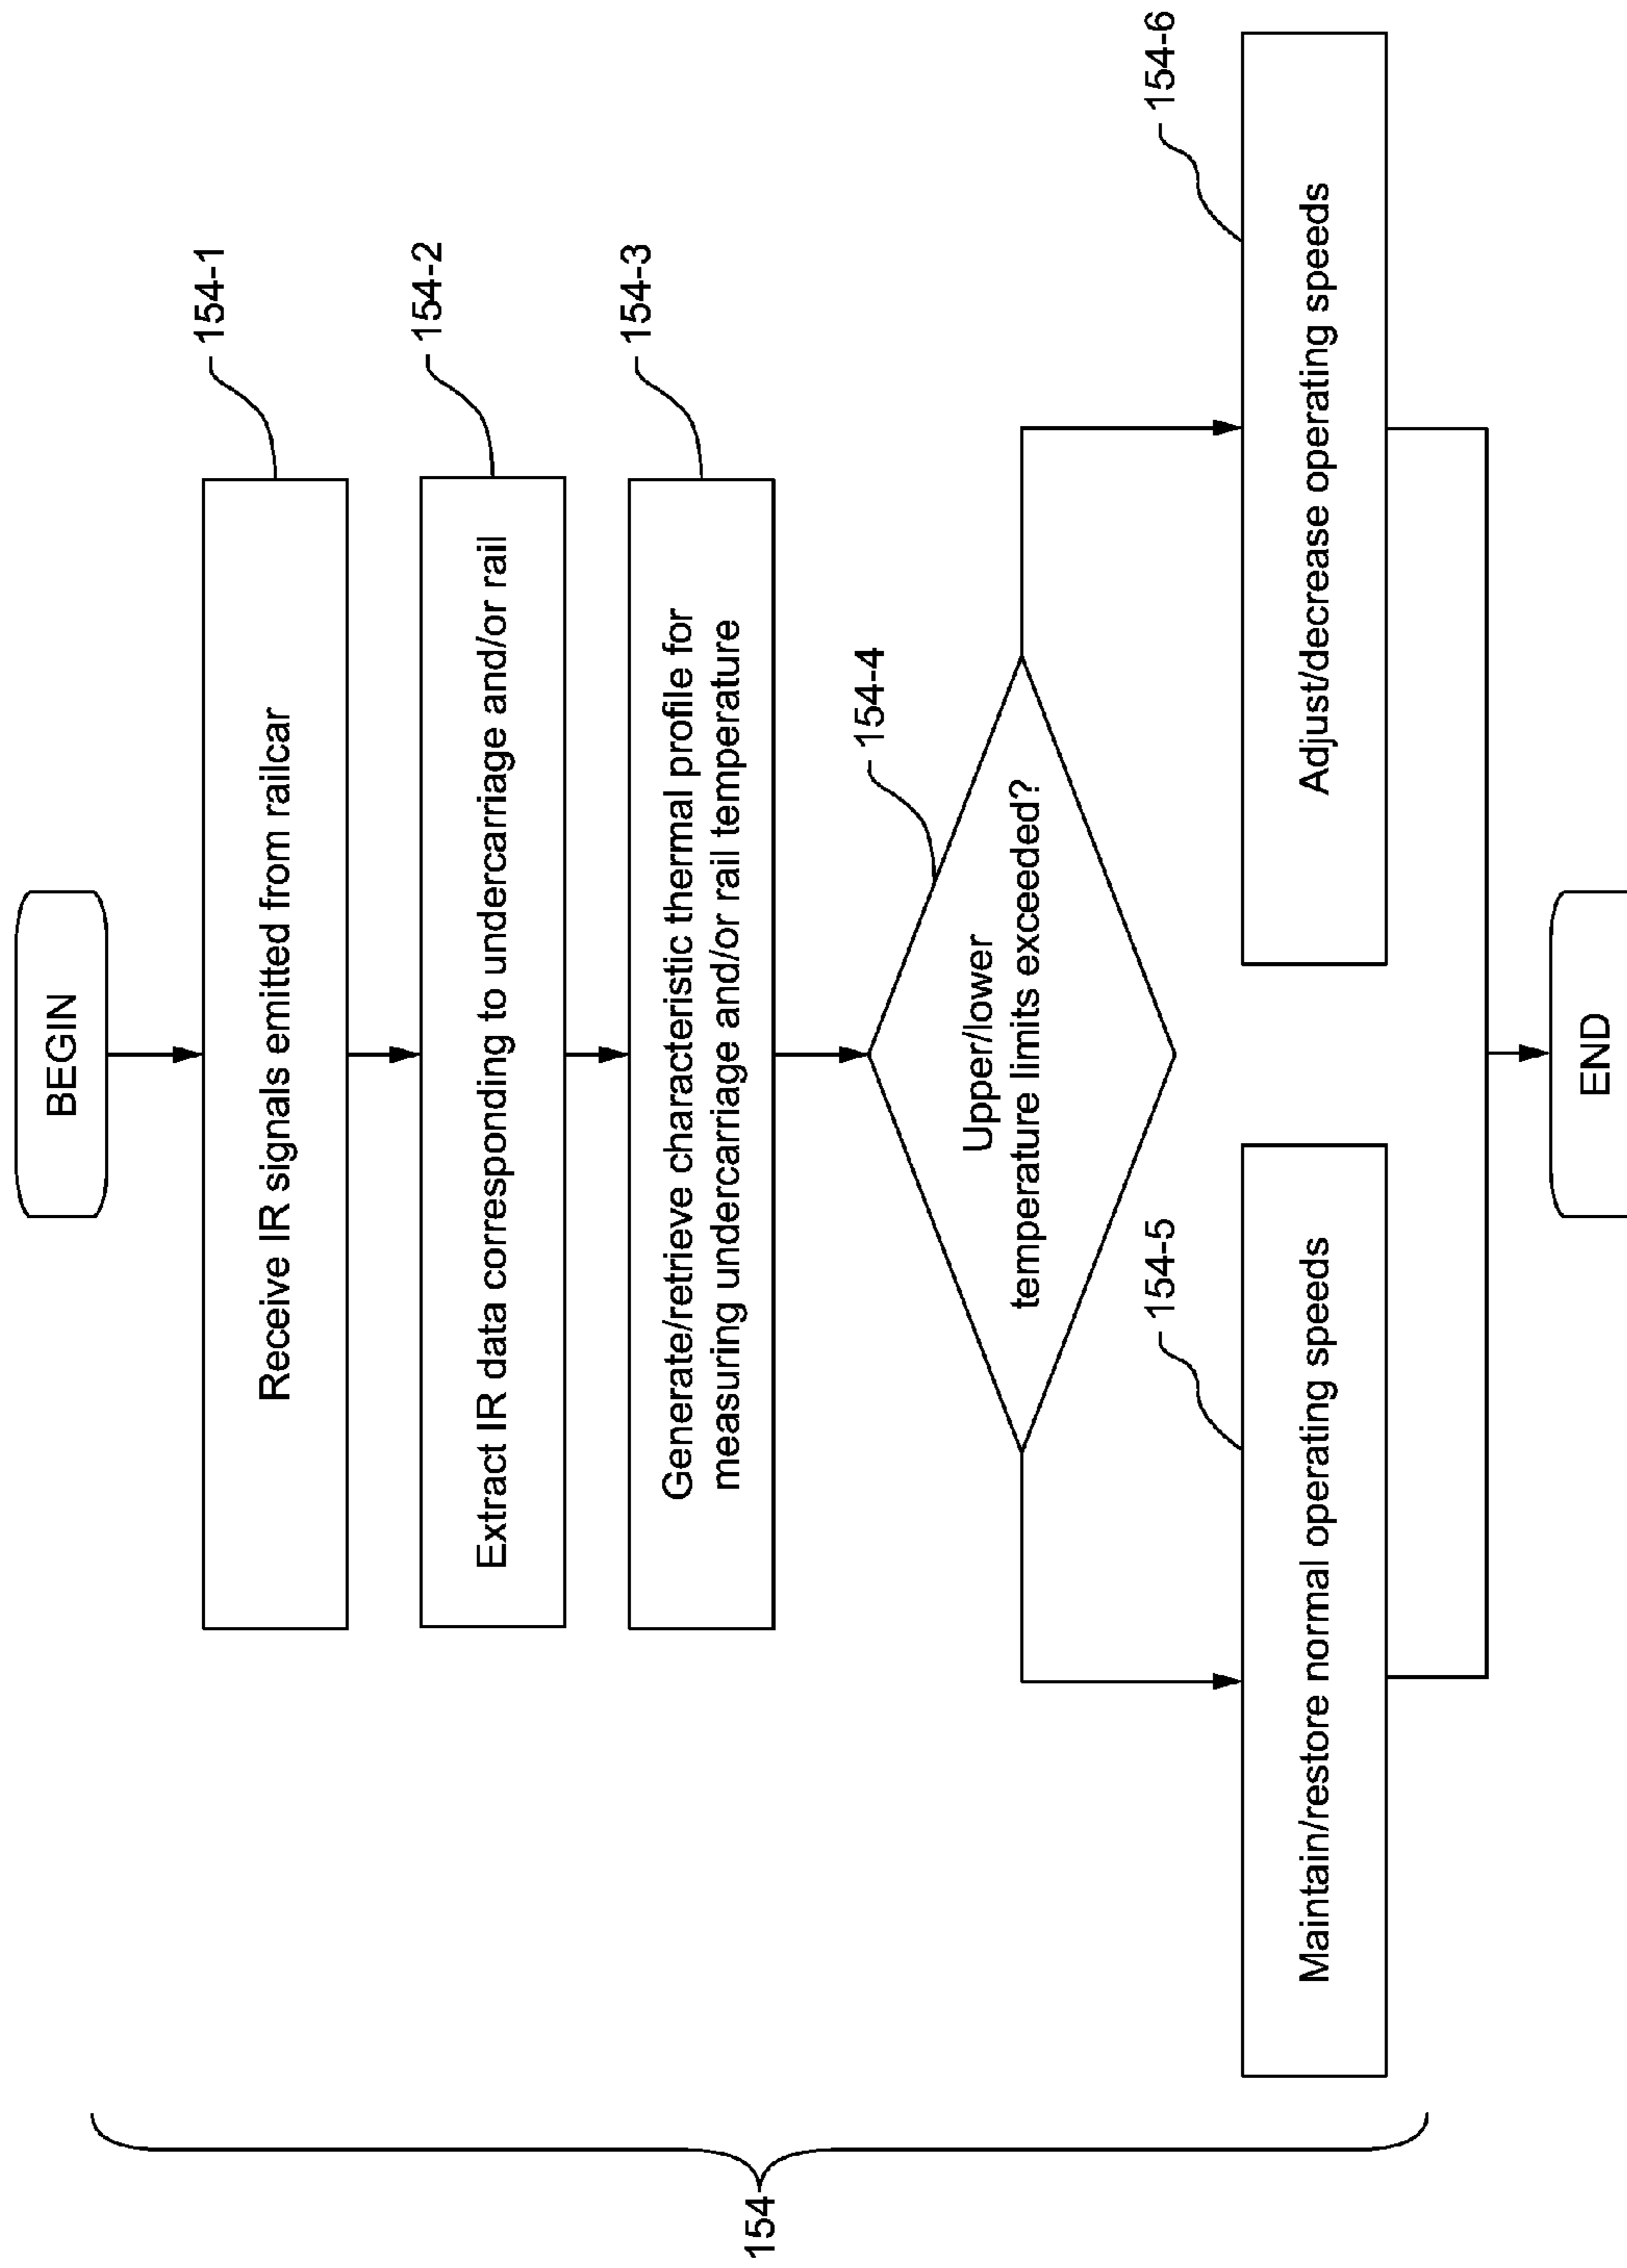 BEGIN
154-1
Receive IR signals emitted from railcar
154-2
Extract IR data corresponding to undercarriage and/or rail
154-3
Generate/retrieve characteristic thermal profile for
measuring undercarriage and/or rail temperature
154
154-4
Upper/lower
temperature limits exceeded?
154-5
154-6
Maintain/restore normal operating speeds
Adjust/decrease operating speeds
END